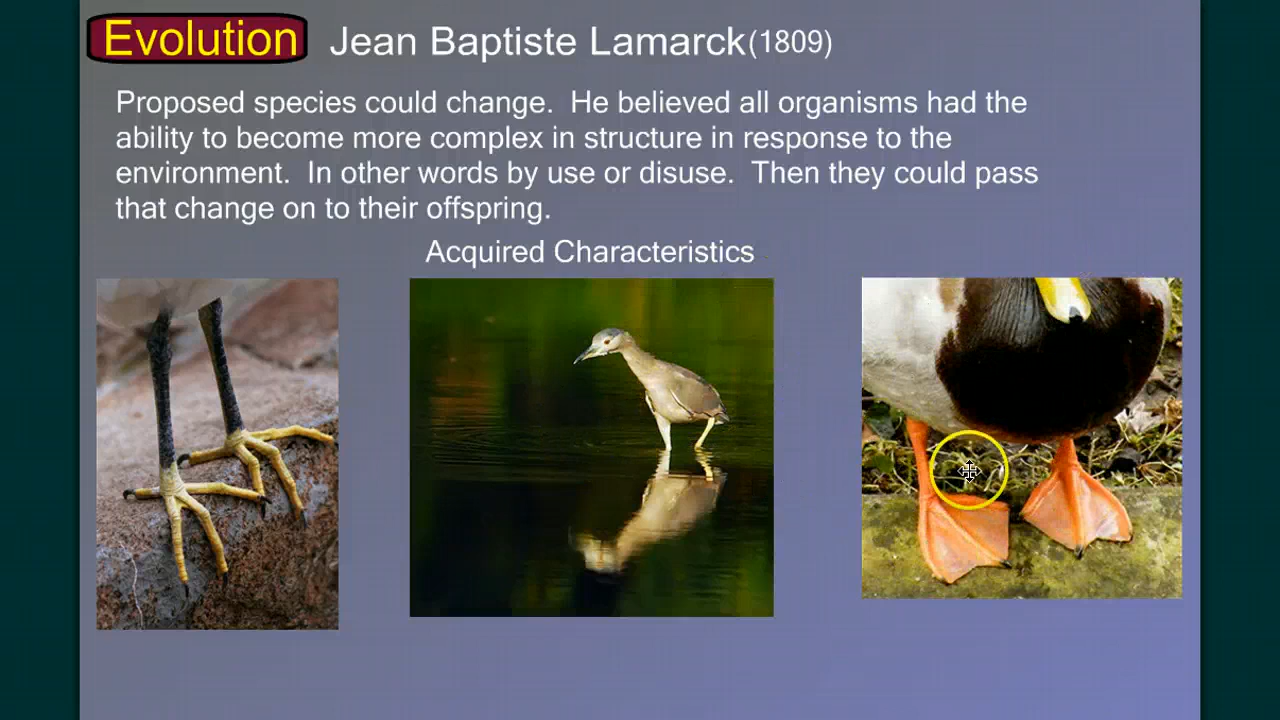 Evolution Jean Baptiste Lamarck(1809)
Proposed species could change.  He believed all organisms had the
ability to become more complex in structure in response to the
environment.  In other words by use or disuse.  Then they could pass
that change on to their offspring.
Acquired Characteristics